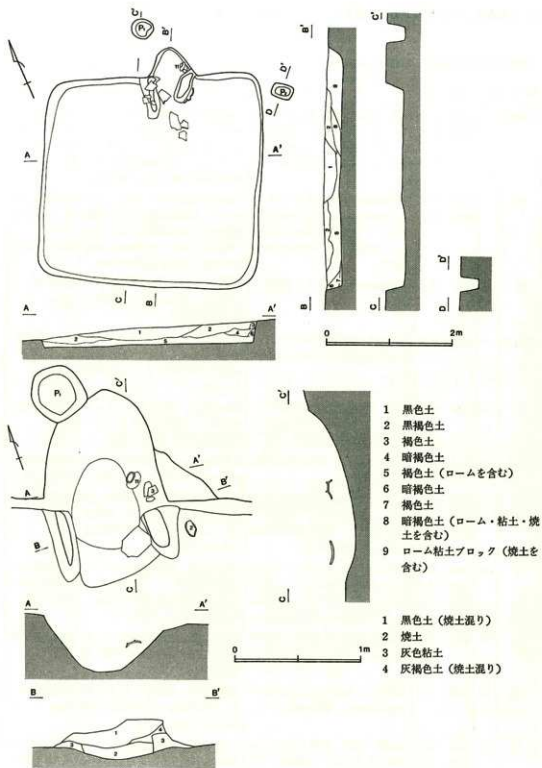 C'
P₁
B'
D'
P₂
D
A
A'
C
B
B'
C'
B
C
D'
D
A
A'
1
2
3
5
0
2m
P₁
C'
A'
B'
A
B
C
C'
C
A
A'
0
1m
B
B'
1
2
3
4
3
1 黒色土
2 黒褐色土
3 褐色土
4 暗褐色土
5 褐色土(ロームを含む)
6 暗褐色土
7 褐色土
8 暗褐色土(ローム・粘土・焼
土を含む)
9 ローム粘土ブロック(焼土を
含む)
1 黒色土(焼土混り)
2 焼土
3 灰色粘土
4 灰褐色土(焼土混り)